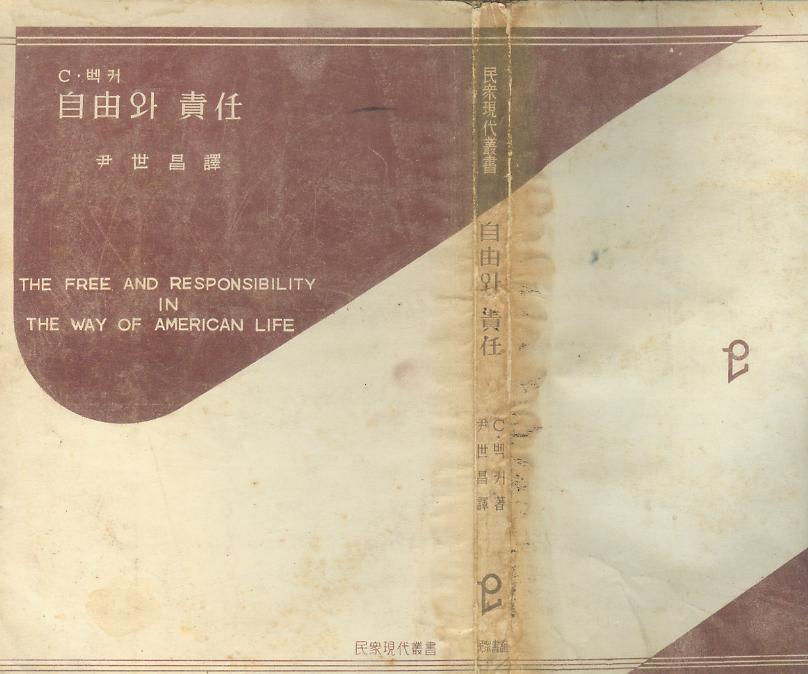 C·벡커
自由와 責任
尹世昌 譯
THE FREE AND RESPONSIBILITY
IN
THE WAY OF AMERICAN LIFE
民衆現代叢書
民衆現代叢書
自由와 責任
C·벡커 著
尹世昌 譯